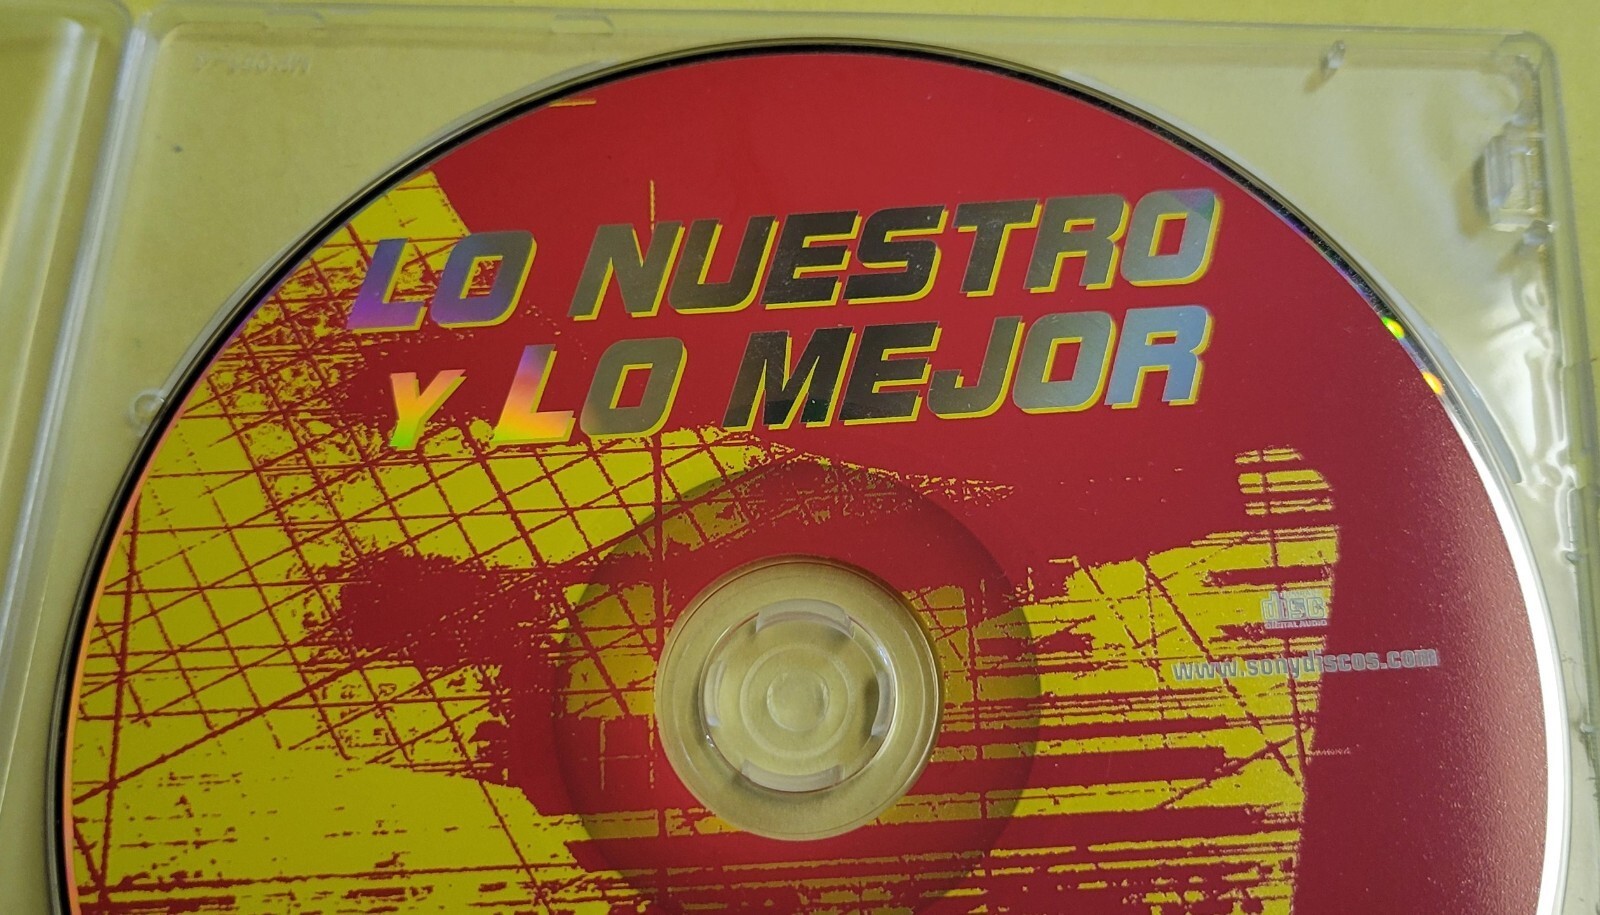 LO NUESTRO
Y LO MEJOR
disc
DIGITAL AUDIO
www.sonydiscos.com